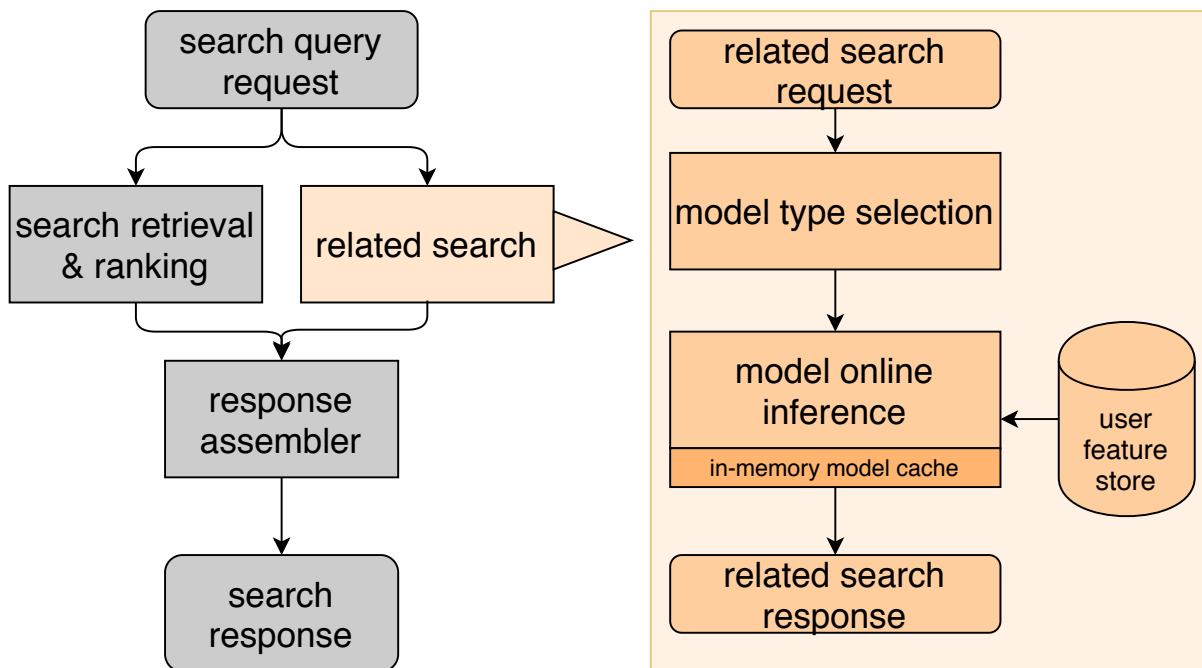 search query
request
search retrieval
& ranking
related search
response
assembler
search
response
related search
request
model type selection
model online
inference
in-memory model cache
user
feature
store
related search
response